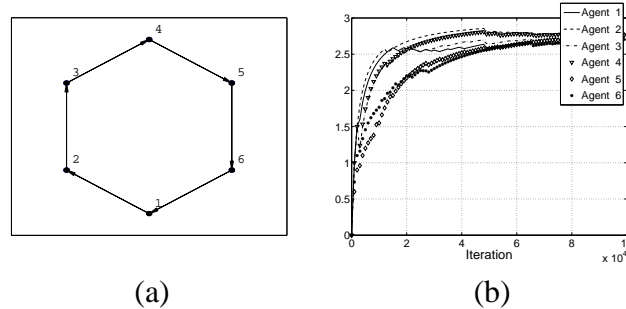 4
3
5
2
6
1
3
2.5
2
1.5
1
0.5
0
0
2
4
6
8
10
x 10⁴
Iteration
Agent 1
Agent 2
Agent 3
Agent 4
Agent 5
Agent 6
(a)
(b)